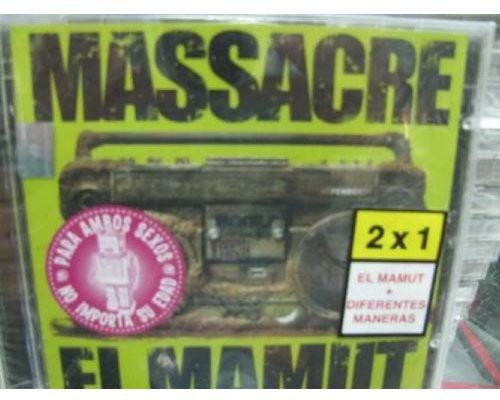 MASSACRE
PARA AMBOS SEXOS
NO IMPORTA SU EDAD
2 x 1
EL MAMUT
+
DIFERENTES
MANERAS
EL MAMUT